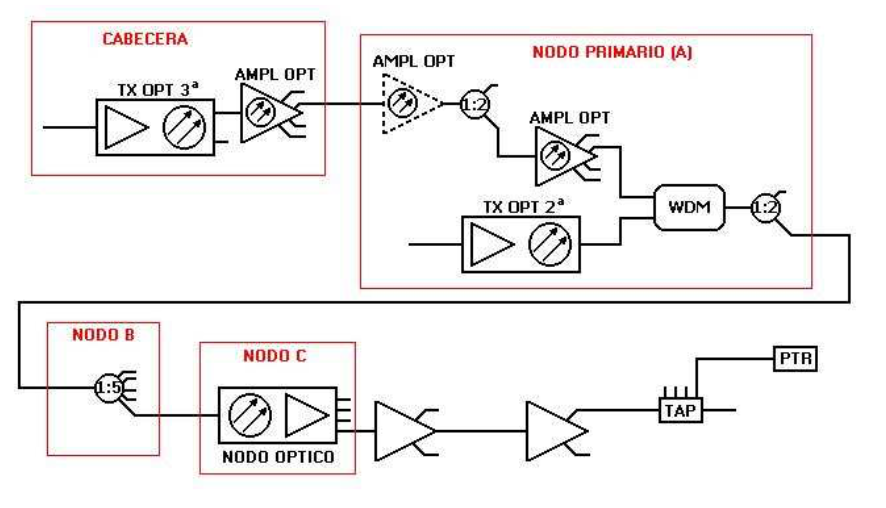 CABECERA
NODO PRIMARIO (A)
AMPL OPT
AMPL OPT
TX OPT 3ª
1:2
AMPL OPT
TX OPT 2ª
WDM
1:2
NODO B
NODO C
PTR
1:5
TAP
NODO OPTICO